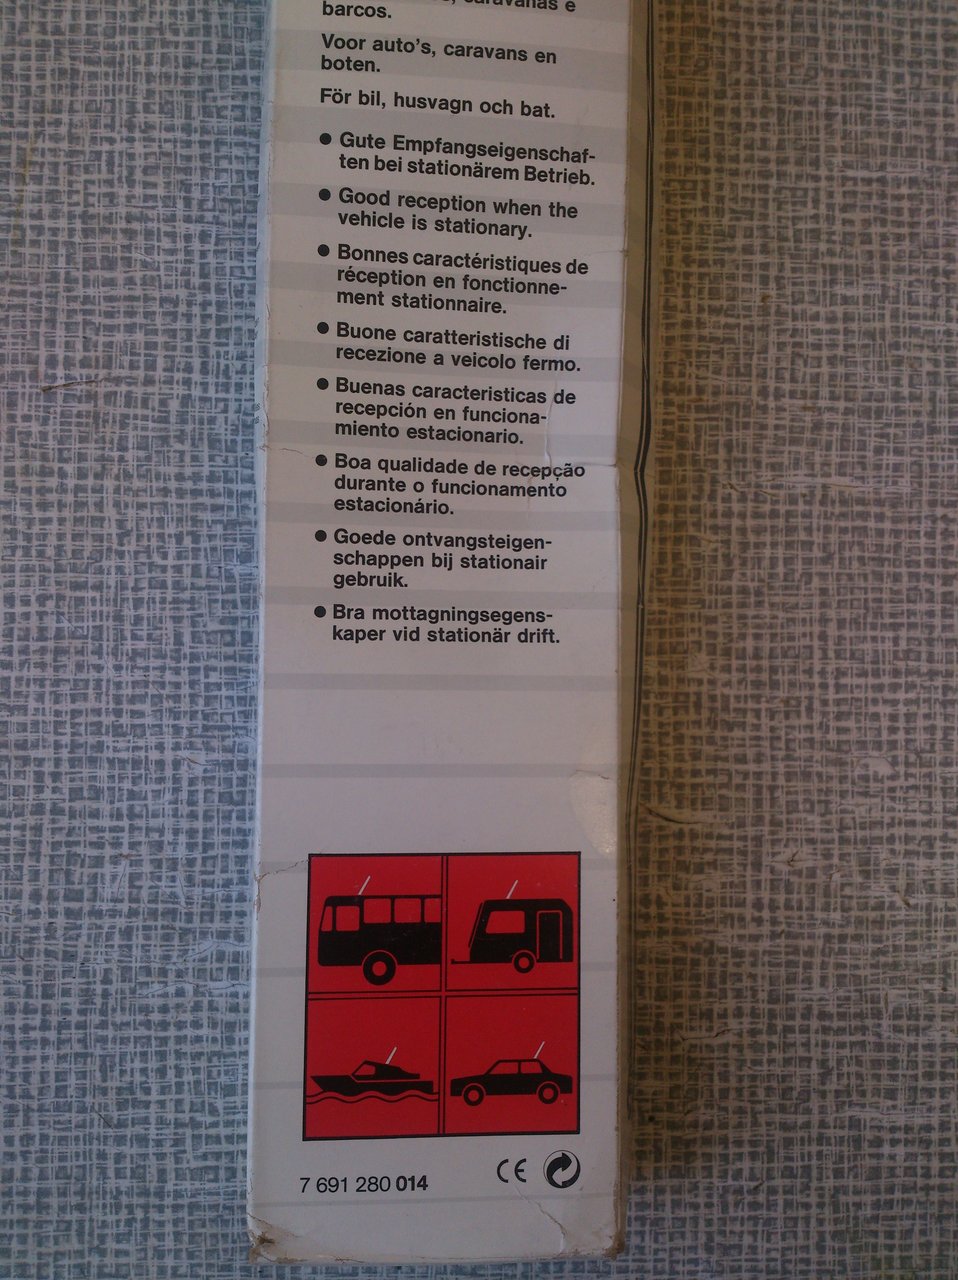 caravanas e
barcos.
Voor auto's, caravans en
boten.
För bil, husvagn och bat.
● Gute Empfangseigenschaf-
ten bei stationärem Betrieb.
● Good reception when the
vehicle is stationary.
● Bonnes caractéristiques de
réception en fonctionne-
ment stationnaire.
● Buone caratteristische di
recezione a veicolo fermo.
● Buenas caracteristicas de
recepción en funciona-
miento estacionario.
● Boa qualidade de recepção
durante o funcionamento
estacionário.
● Goede ontvangsteigen-
schappen bij stationair
gebruik.
● Bra mottagningsegens-
kaper vid stationär drift.
7 691 280 014 CE